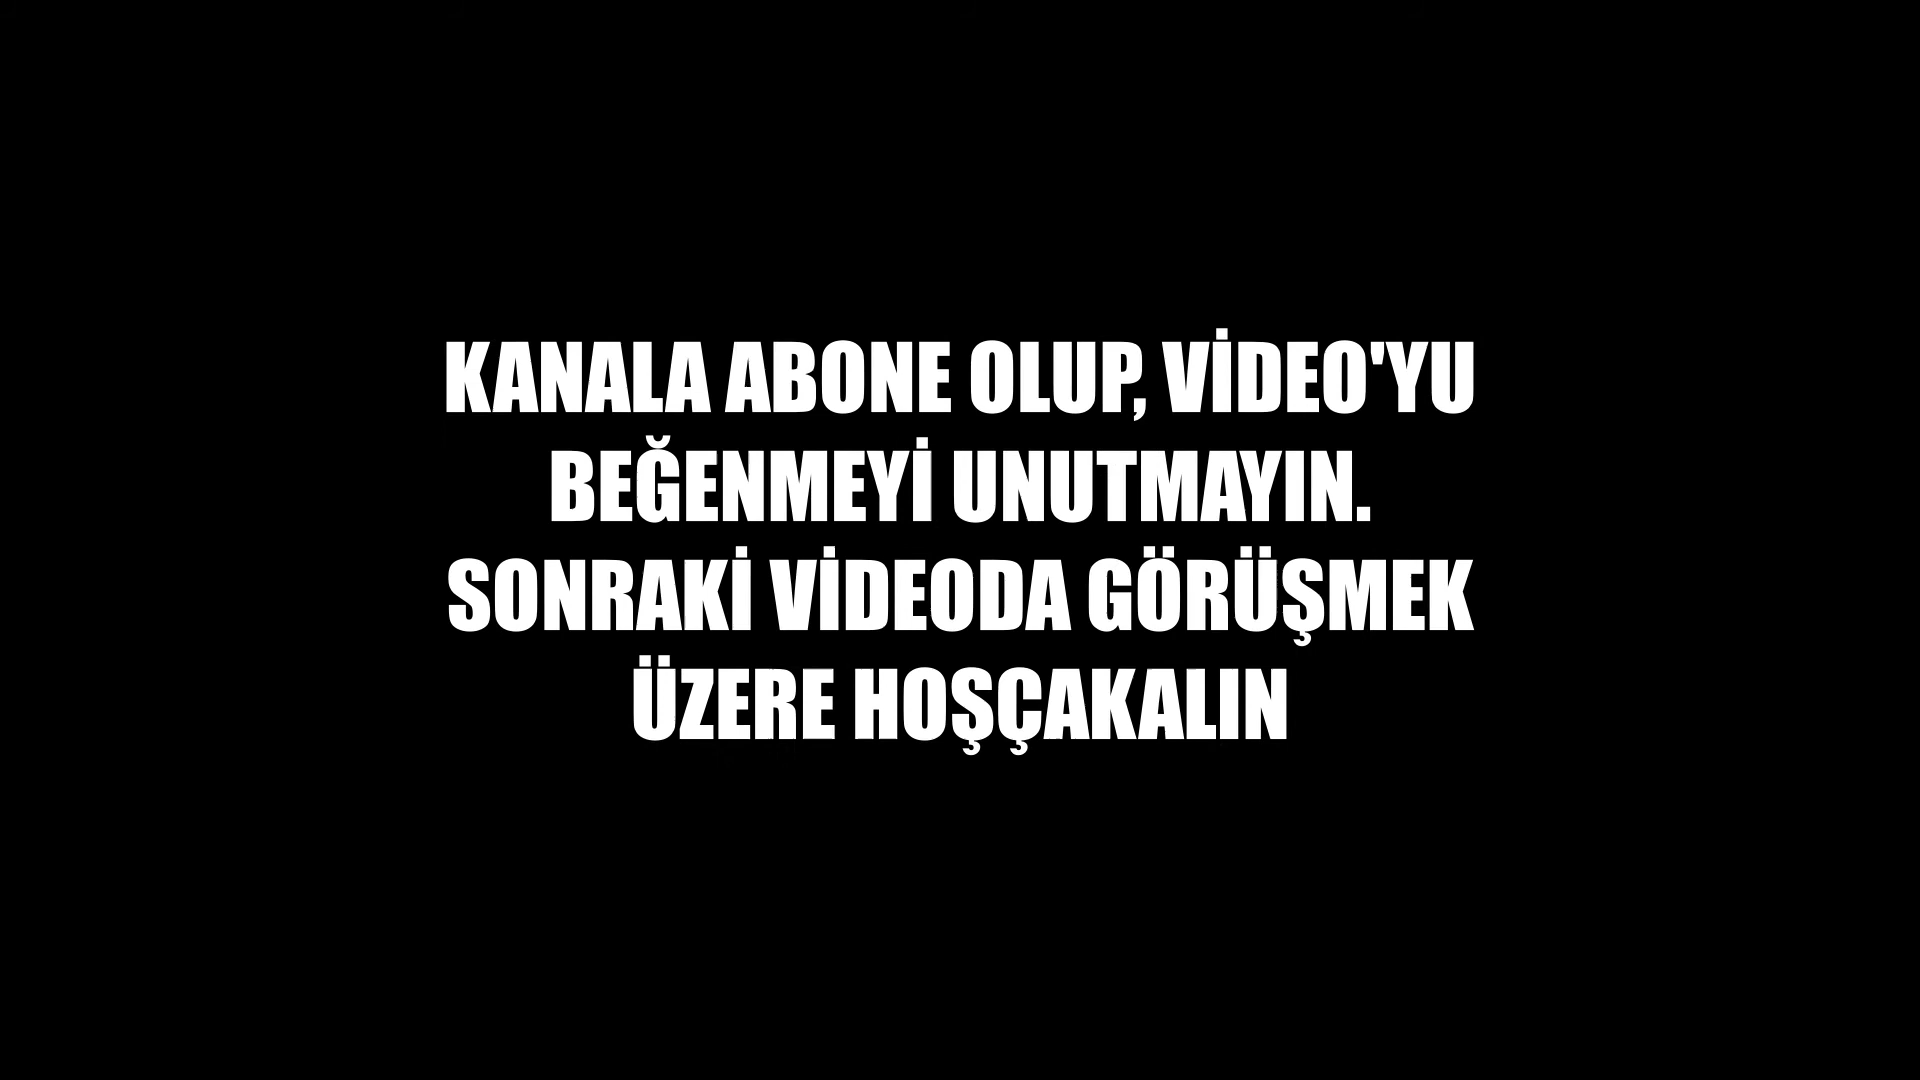 KANALA ABONE OLUP, VİDEO'YU
BEĞENMEYİ UNUTMAYIN.
SONRAKİ VİDEODA GÖRÜŞMEK
ÜZERE HOŞÇAKALIN